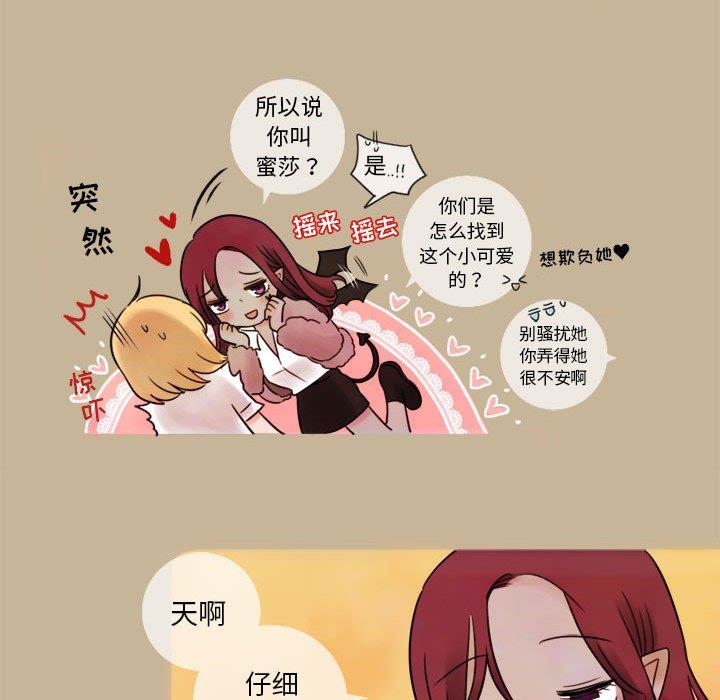 所以说
你叫
蜜莎？
是..!!
突
然
摇来 摇去
你们是
怎么找到
这个小可爱
的？
想欺负她♥
惊
吓
别骚扰她
你弄得她
很不安啊
天啊
仔细